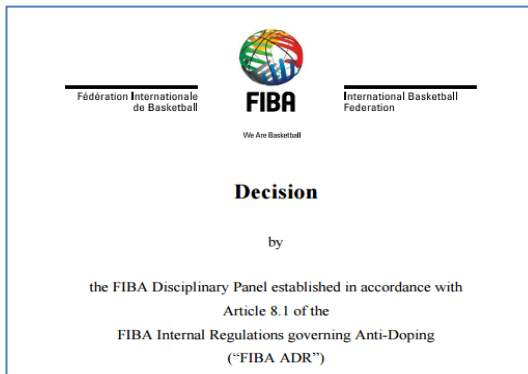 Fédération Internationale
de Basketball
FIBA
International Basketball
Federation
We Are Basketball
Decision
by
the FIBA Disciplinary Panel established in accordance with
Article 8.1 of the
FIBA Internal Regulations governing Anti-Doping
(“FIBA ADR”)